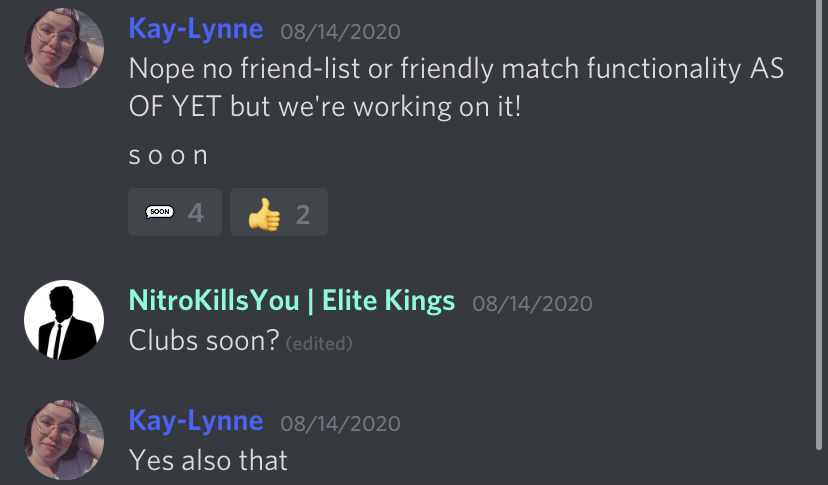 Kay-Lynne 08/14/2020
Nope no friend-list or friendly match functionality AS
OF YET but we're working on it!
s o o n
SOON 4 2
NitroKillsYou | Elite Kings 08/14/2020
Clubs soon? (edited)
Kay-Lynne 08/14/2020
Yes also that